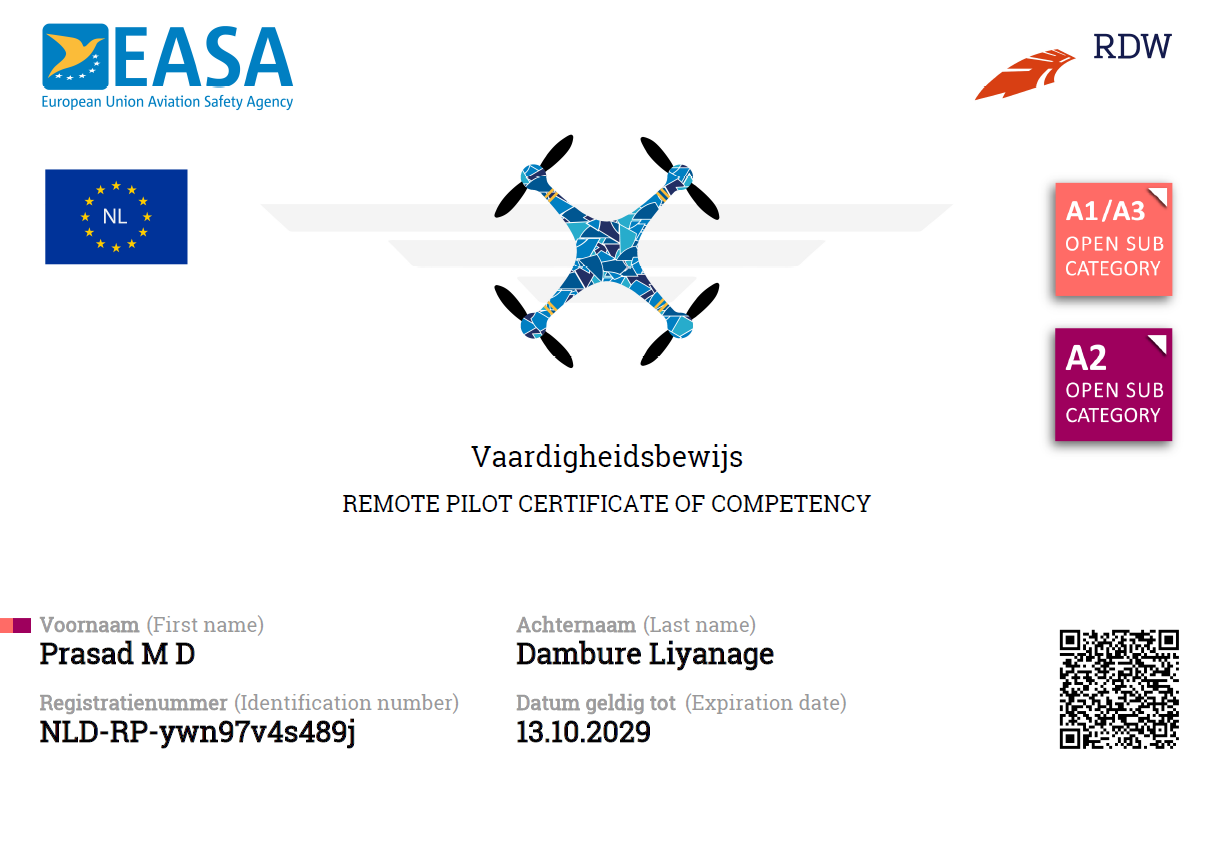 EASA
European Union Aviation Safety Agency
RDW
NL
A1/A3
OPEN SUB
CATEGORY
A2
OPEN SUB
CATEGORY
Vaardigheidsbewijs
REMOTE PILOT CERTIFICATE OF COMPETENCY
Voornaam (First name)
Prasad M D
Achternaam (Last name)
Dambure Liyanage
Registratienummer (Identification number)
NLD-RP-ywn97v4s489j
Datum geldig tot (Expiration date)
13.10.2029